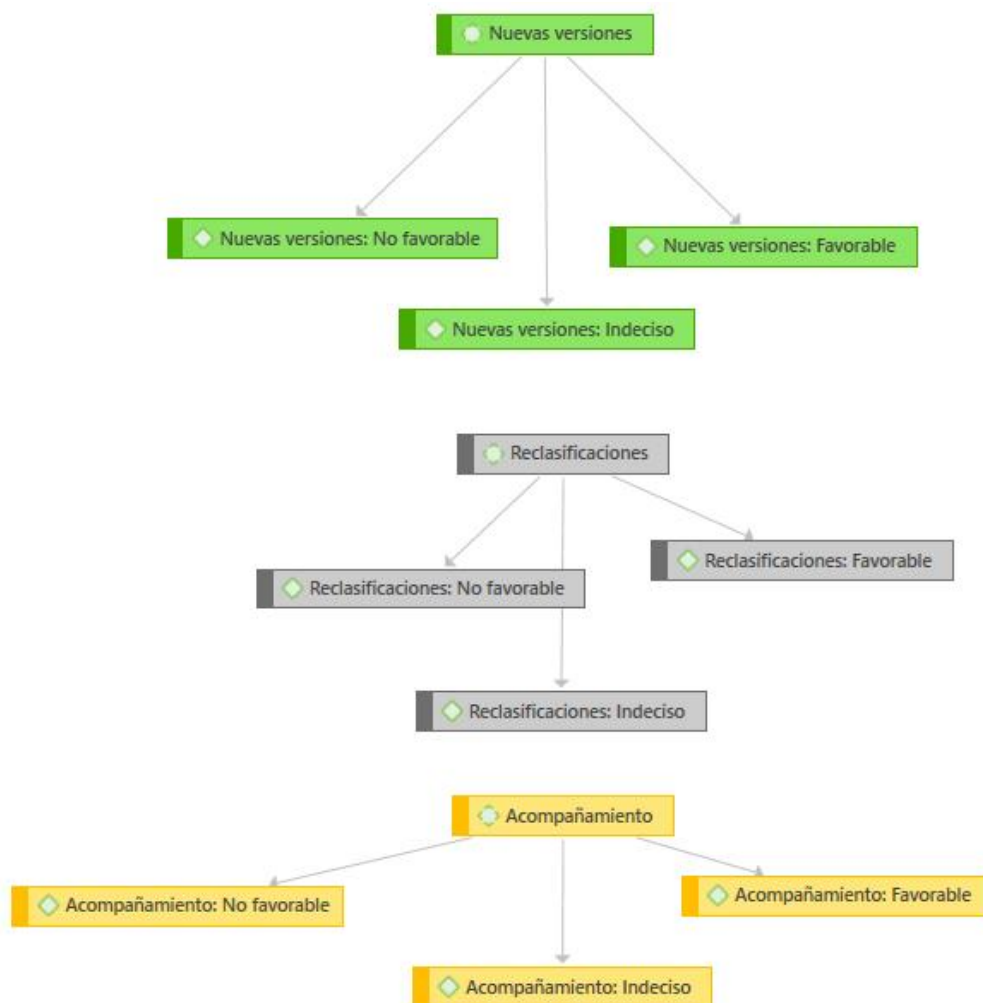 Nuevas versiones
Nuevas versiones: No favorable
Nuevas versiones: Favorable
Nuevas versiones: Indeciso
Reclasificaciones
Reclasificaciones: Favorable
Reclasificaciones: No favorable
Reclasificaciones: Indeciso
Acompañamiento
Acompañamiento: No favorable
Acompañamiento: Favorable
Acompañamiento: Indeciso